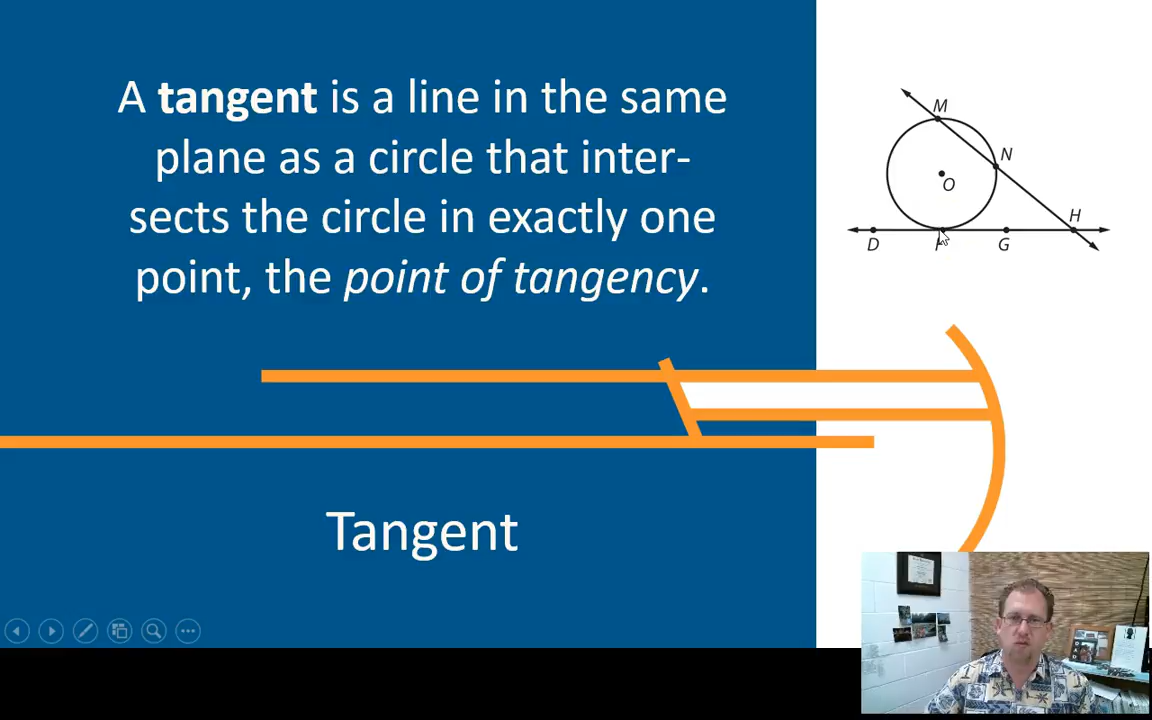 A tangent is a line in the same
plane as a circle that inter-
sects the circle in exactly one
point, the point of tangency.
Tangent
M
N
O
H
D
G